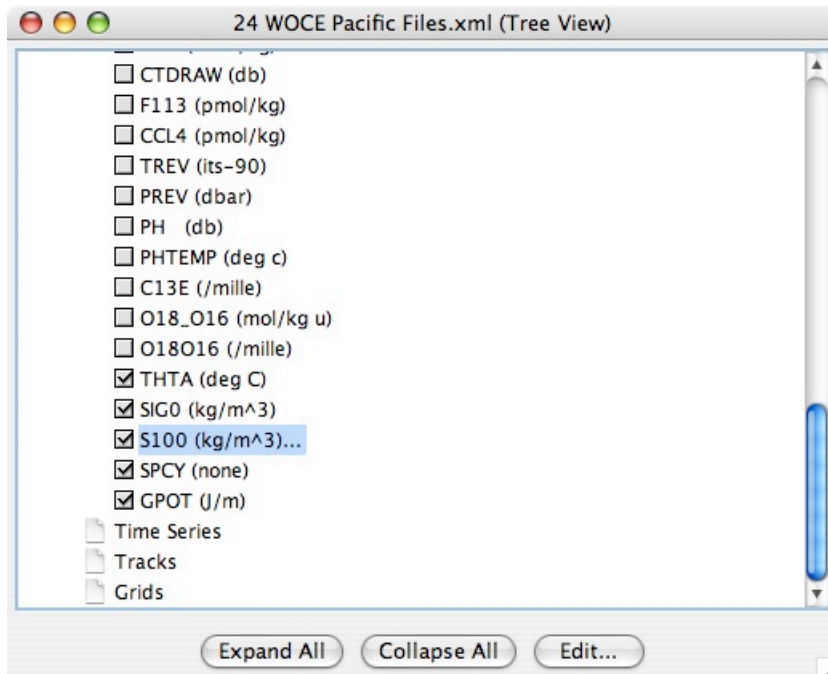 24 WOCE Pacific Files.xml (Tree View)
CTDRAW (db)
F113 (pmol/kg)
CCL4 (pmol/kg)
TREV (its-90)
PREV (dbar)
PH (db)
PHTEMP (deg c)
C13E (/mille)
O18_O16 (mol/kg u)
O18O16 (/mille)
THTA (deg C)
SIG0 (kg/m^3)
S100 (kg/m^3)...
SPCY (none)
GPOT (J/m)
Time Series
Tracks
Grids
Expand All Collapse All Edit...